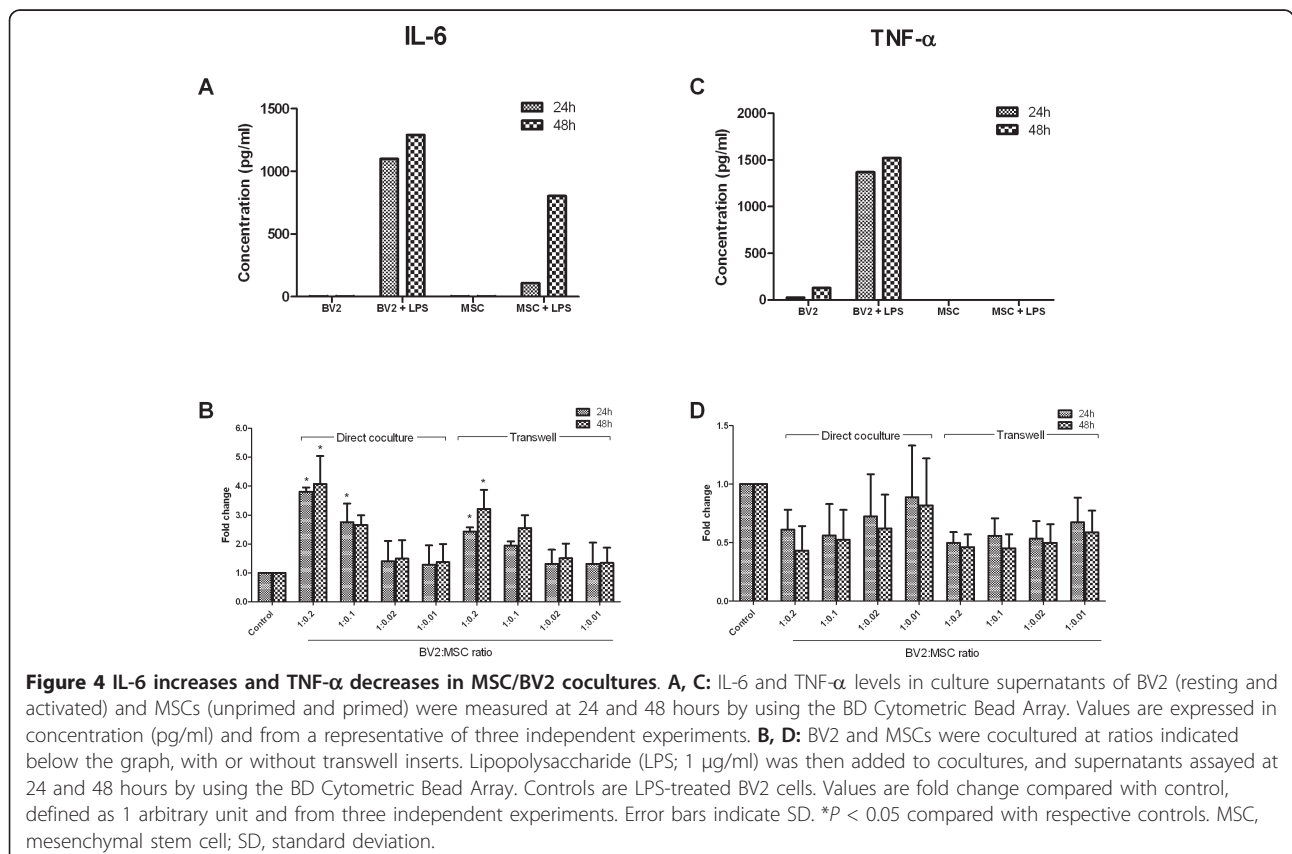 IL-6
TNF-α
A
1500
1000
500
0
Concentration (pg/ml)
24h
48h
BV2
BV2 + LPS
MSC
MSC + LPS
C
2000
1500
1000
500
0
Concentration (pg/ml)
24h
48h
BV2
BV2 + LPS
MSC
MSC + LPS
B
24h
48h
Direct coculture
Transwell
6.0
5.0
4.0
3.0
2.0
1.0
0.0
Fold change
*
*
*
*
*
Control
1:0.2
1:0.1
1:0.02
1:0.01
1:0.2
1:0.1
1:0.02
1:0.01
BV2:MSC ratio
D
24h
48h
Direct coculture
Transwell
1.5
1.0
0.5
0.0
Fold change
Control
1:0.2
1:0.1
1:0.02
1:0.01
1:0.2
1:0.1
1:0.02
1:0.01
BV2:MSC ratio
Figure 4 IL-6 increases and TNF-α decreases in MSC/BV2 cocultures. A, C: IL-6 and TNF-α levels in culture supernatants of BV2 (resting and
activated) and MSCs (unprimed and primed) were measured at 24 and 48 hours by using the BD Cytometric Bead Array. Values are expressed in
concentration (pg/ml) and from a representative of three independent experiments. B, D: BV2 and MSCs were cocultured at ratios indicated
below the graph, with or without transwell inserts. Lipopolysaccharide (LPS; 1 μg/ml) was then added to cocultures, and supernatants assayed at
24 and 48 hours by using the BD Cytometric Bead Array. Controls are LPS-treated BV2 cells. Values are fold change compared with control,
defined as 1 arbitrary unit and from three independent experiments. Error bars indicate SD. *P < 0.05 compared with respective controls. MSC,
mesenchymal stem cell; SD, standard deviation.